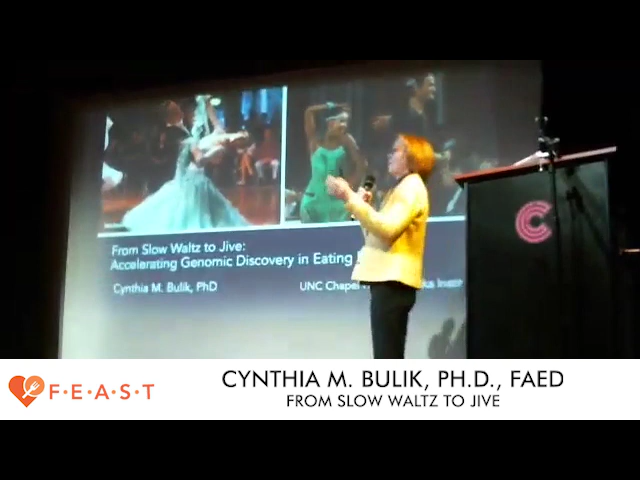 From Slow Waltz to Jive:
Accelerating Genomic Discovery in Eating
Cynthia M. Bulik, PhD
UNC Chapel
C
F·E·A·S·T
CYNTHIA M. BULIK, PH.D., FAED
FROM SLOW WALTZ TO JIVE